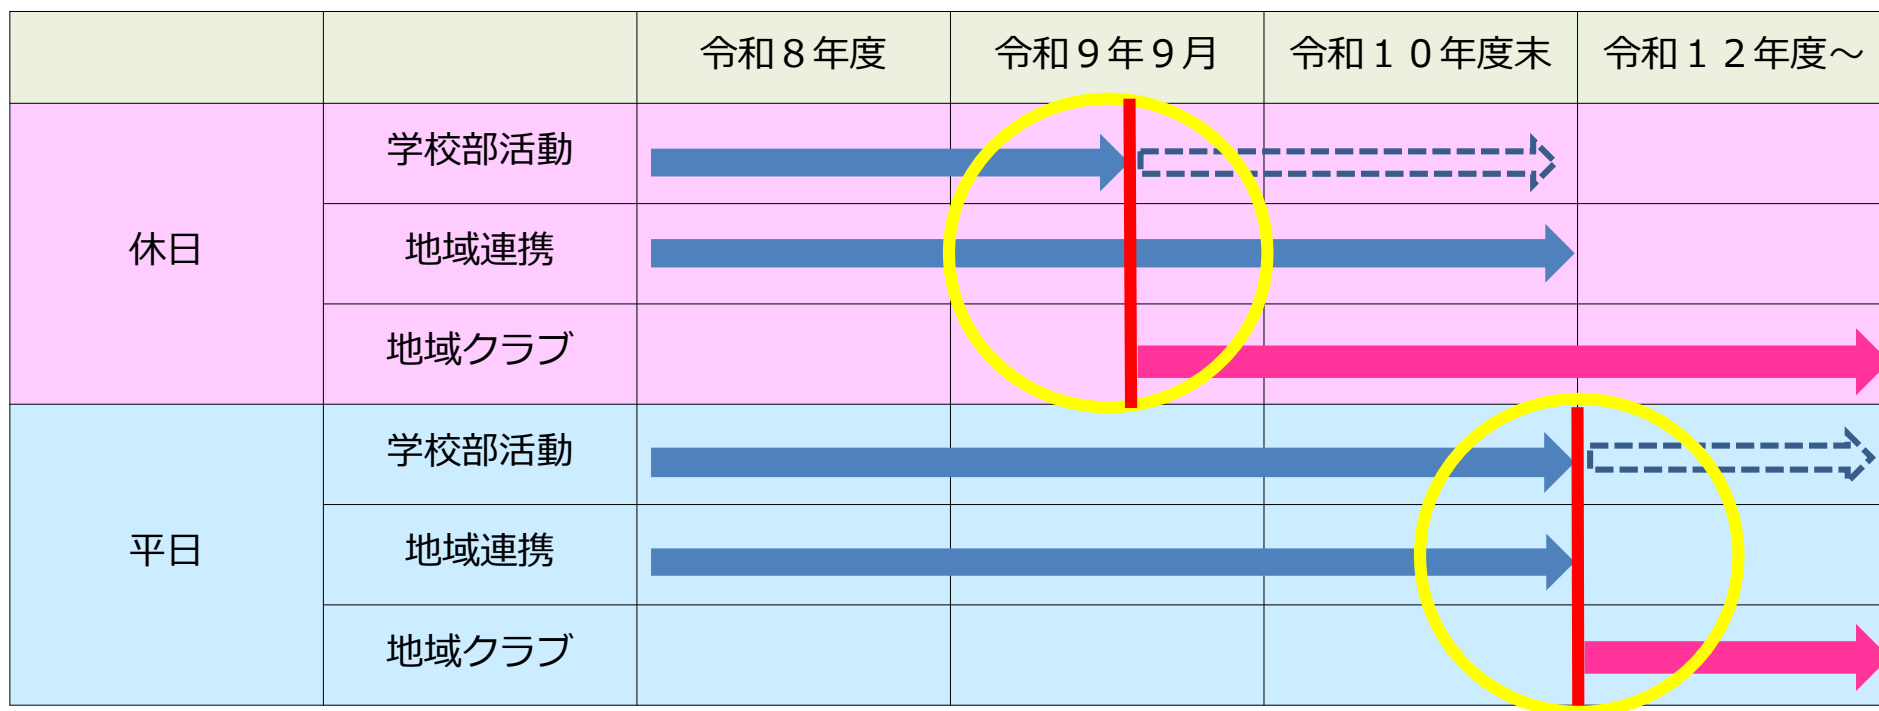 令和８年度 令和９年９月 令和１０年度末 令和１２年度～
休日
学校部活動
地域連携
地域クラブ
平日
学校部活動
地域連携
地域クラブ